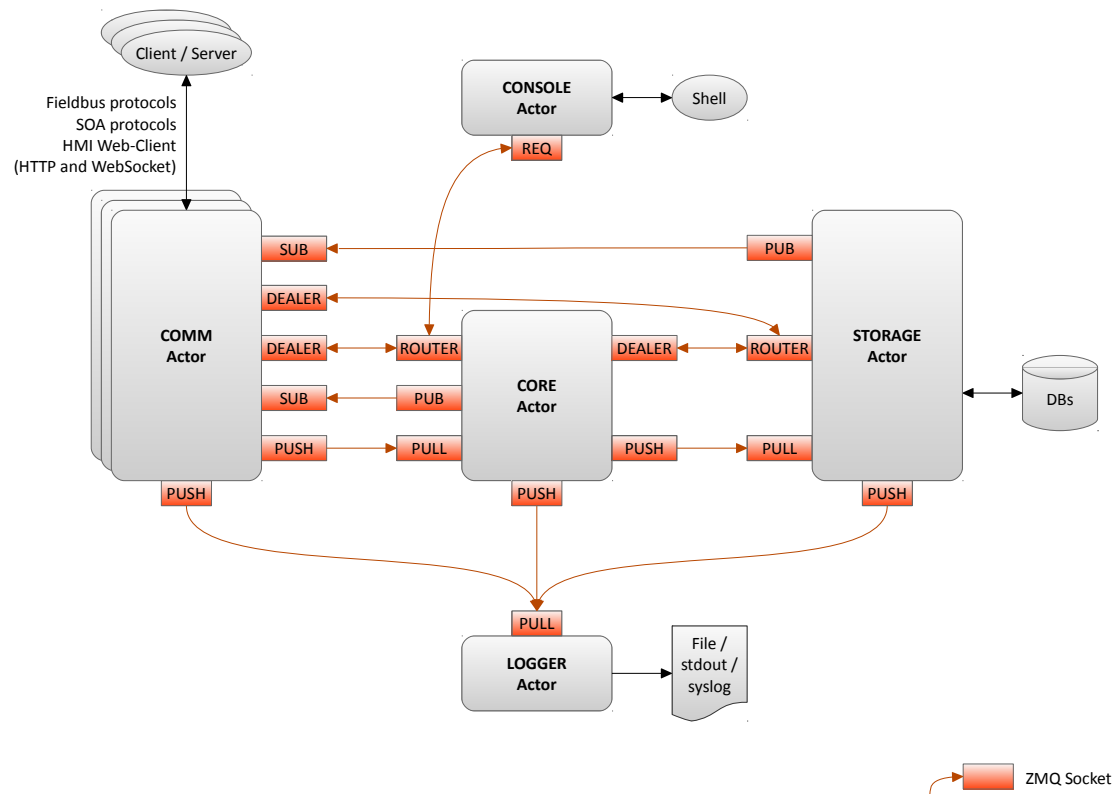 Client / Server
Fieldbus protocols
SOA protocols
HMI Web-Client
(HTTP and WebSocket)
CONSOLE
Actor
Shell
REQ
SUB
PUB
DEALER
COMM
Actor
DEALER
ROUTER
CORE
Actor
DEALER
ROUTER
STORAGE
Actor
SUB
PUB
DBs
PUSH
PULL
PUSH
PULL
PUSH
PUSH
PUSH
PULL
LOGGER
Actor
File /
stdout /
syslog
ZMQ Socket